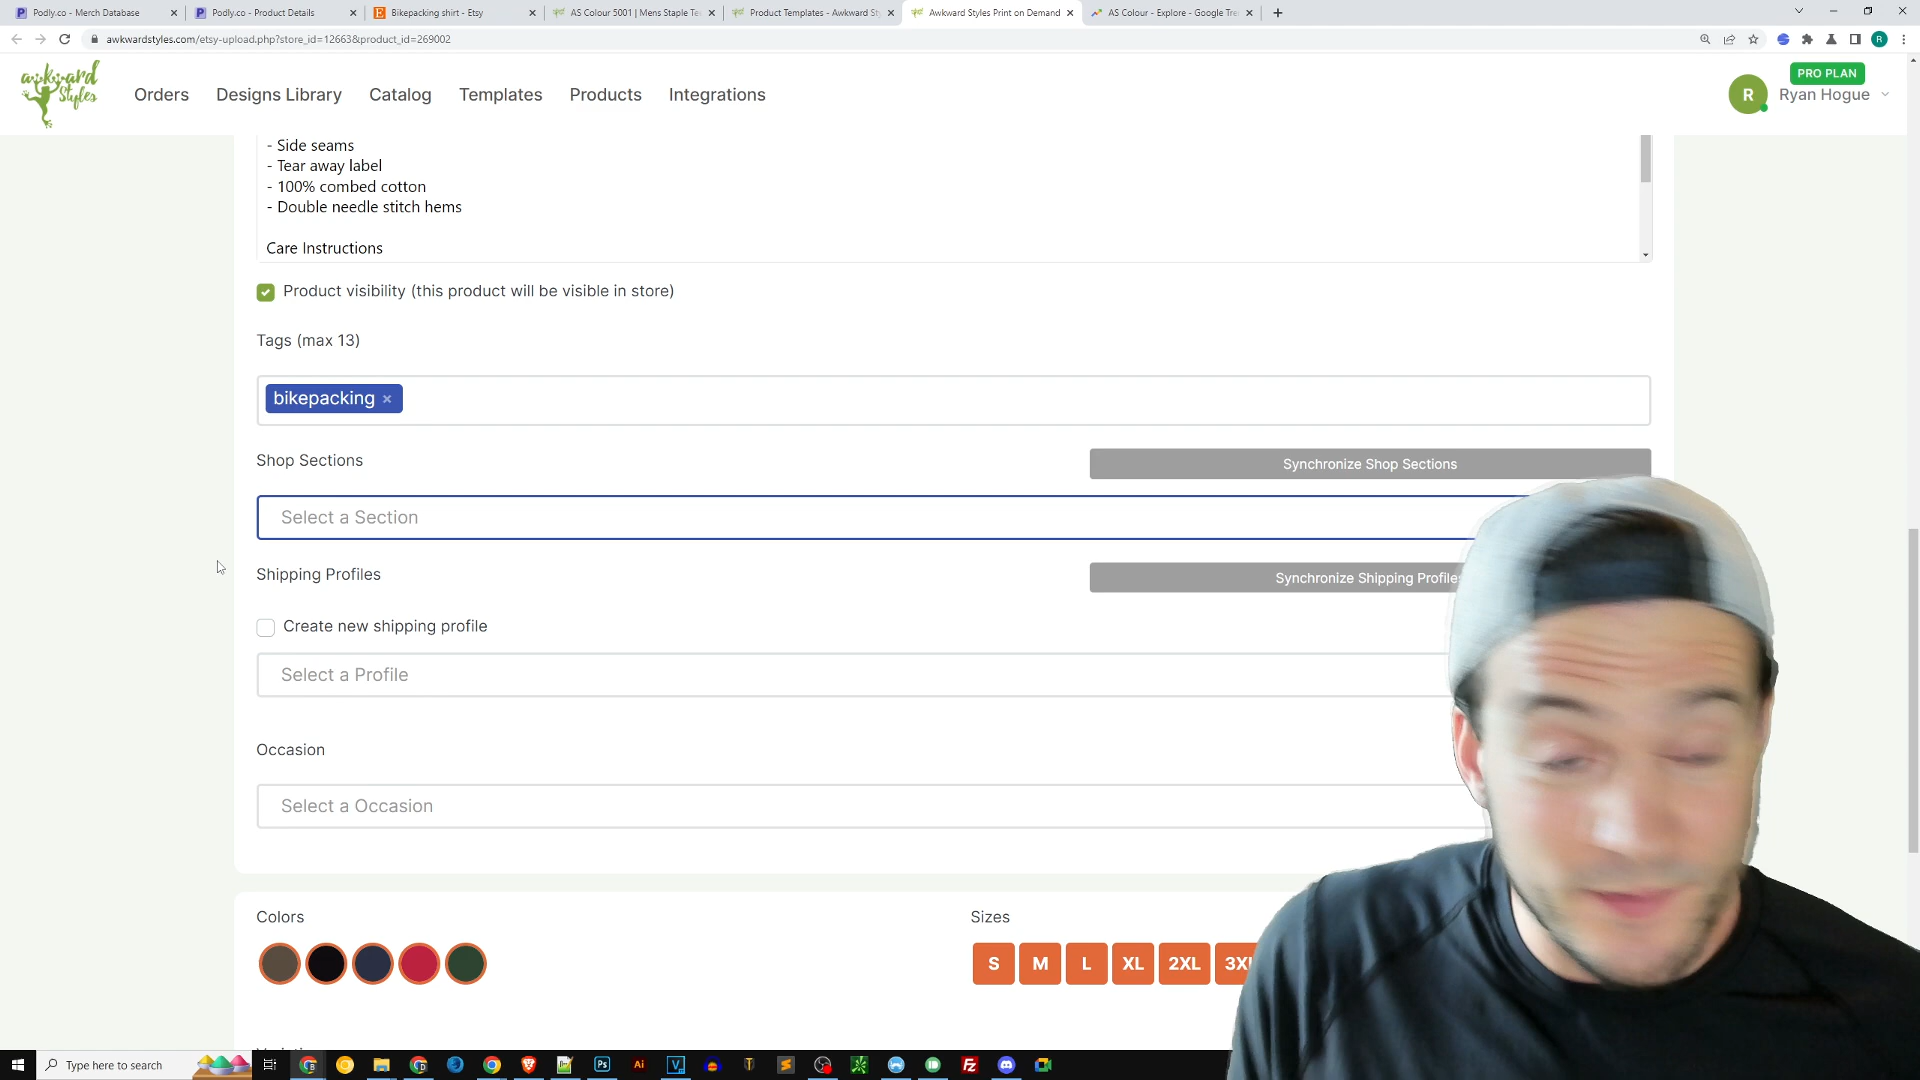 Podly.co - Merch Database
Podly.co - Product Details
Bikepacking shirt - Etsy
AS Colour 5001 | Mens Staple Te
Product Templates - Awkward St
Awkward Styles Print on Demand
AS Colour - Explore - Google Tre
awkwardstyles.com/etsy-upload.php?store_id=12663&product_id=269002
awkward
Styles
Orders
Designs Library
Catalog
Templates
Products
Integrations
R
PRO PLAN
Ryan Hogue
- Side seams
- Tear away label
- 100% combed cotton
- Double needle stitch hems
Care Instructions
Product visibility (this product will be visible in store)
Tags (max 13)
bikepacking ×
Shop Sections
Synchronize Shop Sections
Select a Section
Shipping Profiles
Synchronize Shipping Profile
Create new shipping profile
Select a Profile
Occasion
Select a Occasion
Colors
Sizes
S
M
L
XL
2XL
3XL
Type here to search